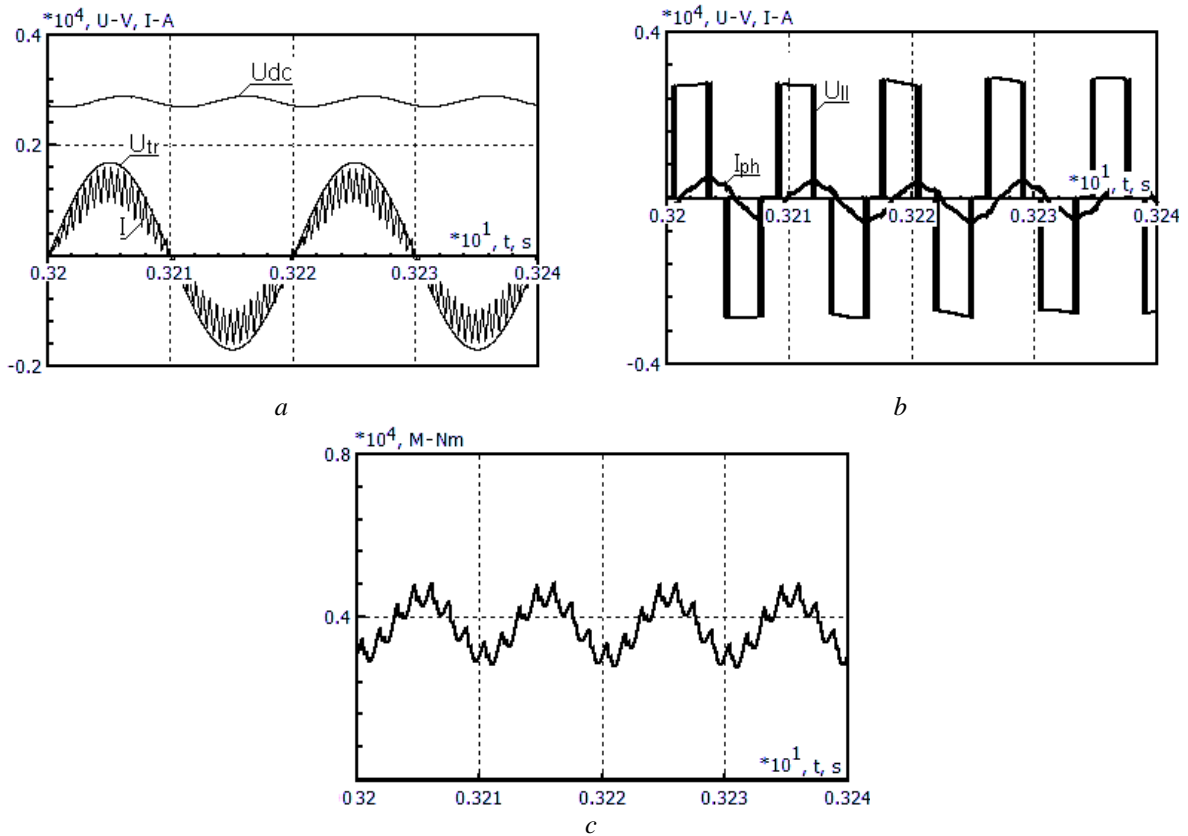 *10⁴, U-V, I-A
0.4
Udc
0.2
Utr
I
*10¹, t, s
0.32 0.321 0.322 0.323 0.324
-0.2
a
*10⁴, U-V, I-A
0.4
Ull
Iph
*10¹, t, s
0.32 0.321 0.322 0.323 0.324
-0.4
b
*10⁴, M-Nm
0.8
0.4
*10¹, t, s
0.32 0.321 0.322 0.323 0.324
c